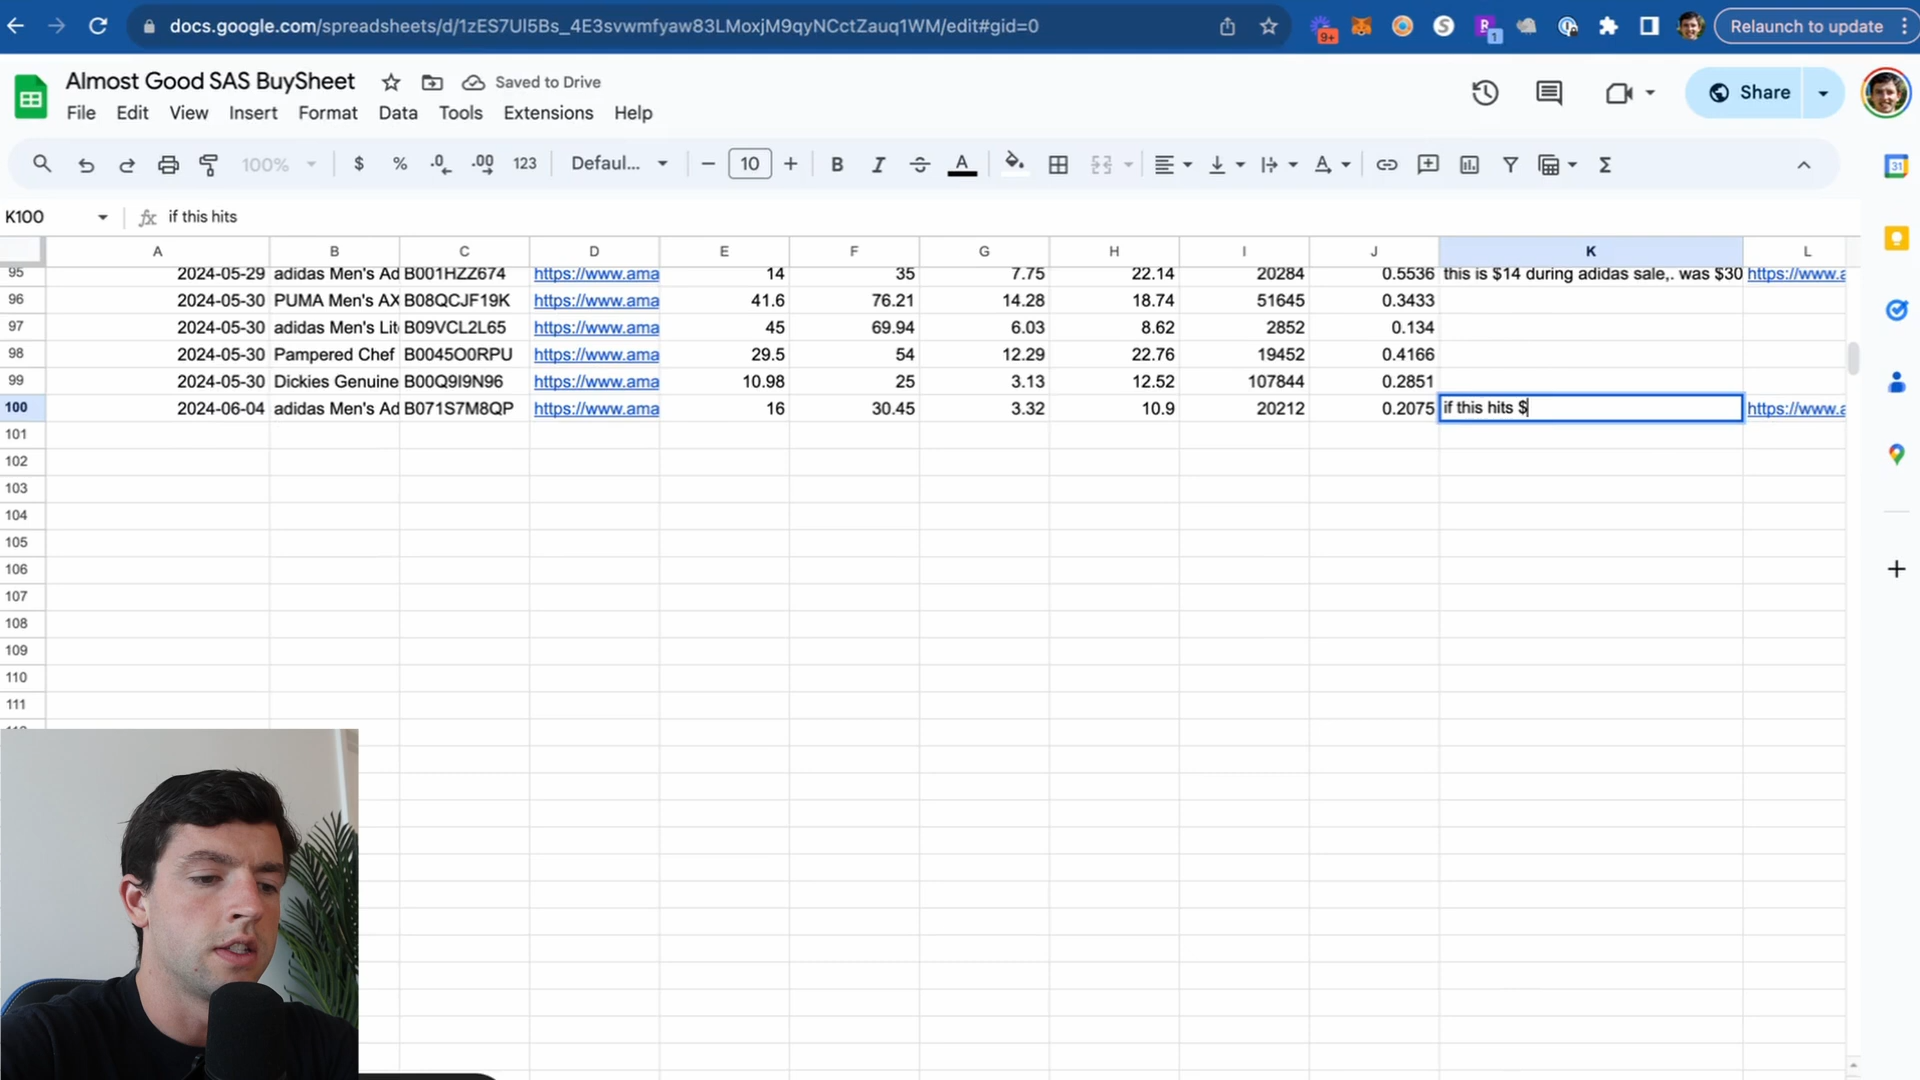 docs.google.com/spreadsheets/d/1zES7Ul5Bs_4E3svwmfyaw83LMoxjM9qyNCctZauq1WM/edit#gid=0
9+
S
R
1
Relaunch to update
Almost Good SAS BuySheet
Saved to Drive
File Edit View Insert Format Data Tools Extensions Help
Share
31
100% $ % .0 .00 123 Defaul... − 10 + B I A Σ
K100 fx if this hits
A B C D E F G H I J K L
95 2024-05-29 adidas Men's Ad B001HZZ674 https://www.ama 14 35 7.75 22.14 20284 0.5536 this is $14 during adidas sale,. was $30 https://www.a
96 2024-05-30 PUMA Men's AX B08QCJF19K https://www.ama 41.6 76.21 14.28 18.74 51645 0.3433
97 2024-05-30 adidas Men's Lit B09VCL2L65 https://www.ama 45 69.94 6.03 8.62 2852 0.134
98 2024-05-30 Pampered Chef B0045O0RPU https://www.ama 29.5 54 12.29 22.76 19452 0.4166
99 2024-05-30 Dickies Genuine B00Q9I9N96 https://www.ama 10.98 25 3.13 12.52 107844 0.2851
100 2024-06-04 adidas Men's Ad B071S7M8QP https://www.ama 16 30.45 3.32 10.9 20212 0.2075 if this hits $ https://www.a
101
102
103
104
105
106
107
108
109
110
111